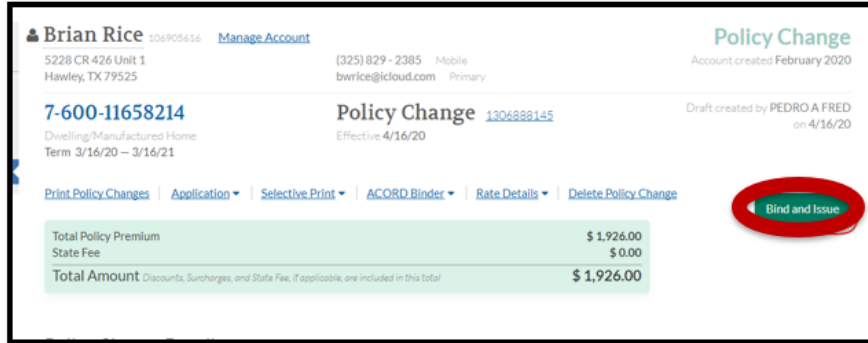 Brian Rice 106905616 Manage Account
Policy Change
5228 CR 426 Unit 1
(325) 829 - 2385 Mobile
Account created February 2020
Hawley, TX 79525
bwrice@icloud.com Primary
7-600-11658214
Policy Change 1306888145
Draft created by PEDRO A FRED
on 4/16/20
Dwelling/Manufactured Home
Effective 4/16/20
Term 3/16/20 — 3/16/21
Print Policy Changes Application Selective Print ACORD Binder Rate Details Delete Policy Change
Bind and Issue
Total Policy Premium $ 1,926.00
State Fee $ 0.00
Total Amount Discounts, Surcharges, and State Fee, if applicable, are included in this total $ 1,926.00